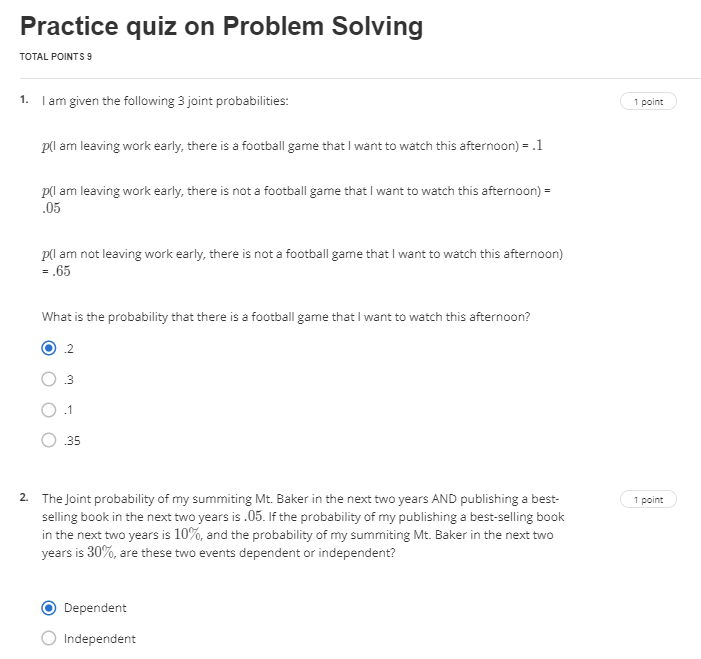 Practice quiz on Problem Solving
TOTAL POINTS 9
1. I am given the following 3 joint probabilities:
1 point
p(I am leaving work early, there is a football game that I want to watch this afternoon) = .1
p(I am leaving work early, there is not a football game that I want to watch this afternoon) =
.05
p(I am not leaving work early, there is not a football game that I want to watch this afternoon)
= .65
What is the probability that there is a football game that I want to watch this afternoon?
.2
.3
.1
.35
2. The Joint probability of my summiting Mt. Baker in the next two years AND publishing a best-
1 point
selling book in the next two years is .05. If the probability of my publishing a best-selling book
in the next two years is 10%, and the probability of my summiting Mt. Baker in the next two
years is 30%, are these two events dependent or independent?
Dependent
Independent